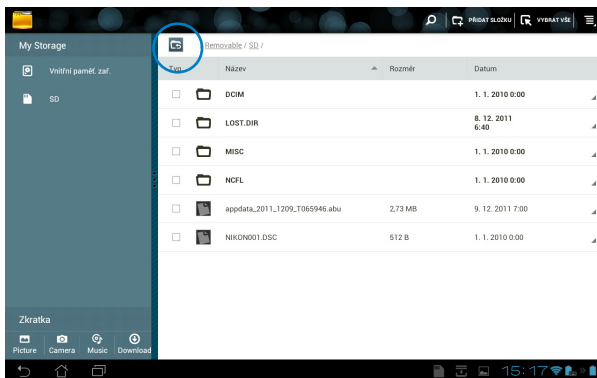 PŘIDAT SLOŽKU VYBRAT VŠE
My Storage
Removable / SD /
Vnitřní paměť. zař.
SD
Typ Název Rozměr Datum
DCIM 1. 1. 2010 0:00
LOST.DIR 8. 12. 2011
6:40
MISC 1. 1. 2010 0:00
NCFL 1. 1. 2010 0:00
appdata_2011_1209_T065946.abu 2,73 MB 9. 12. 2011 7:00
NIKON001.DSC 512 B 1. 1. 2010 0:00
Zkratka
Picture Camera Music Download
15:17